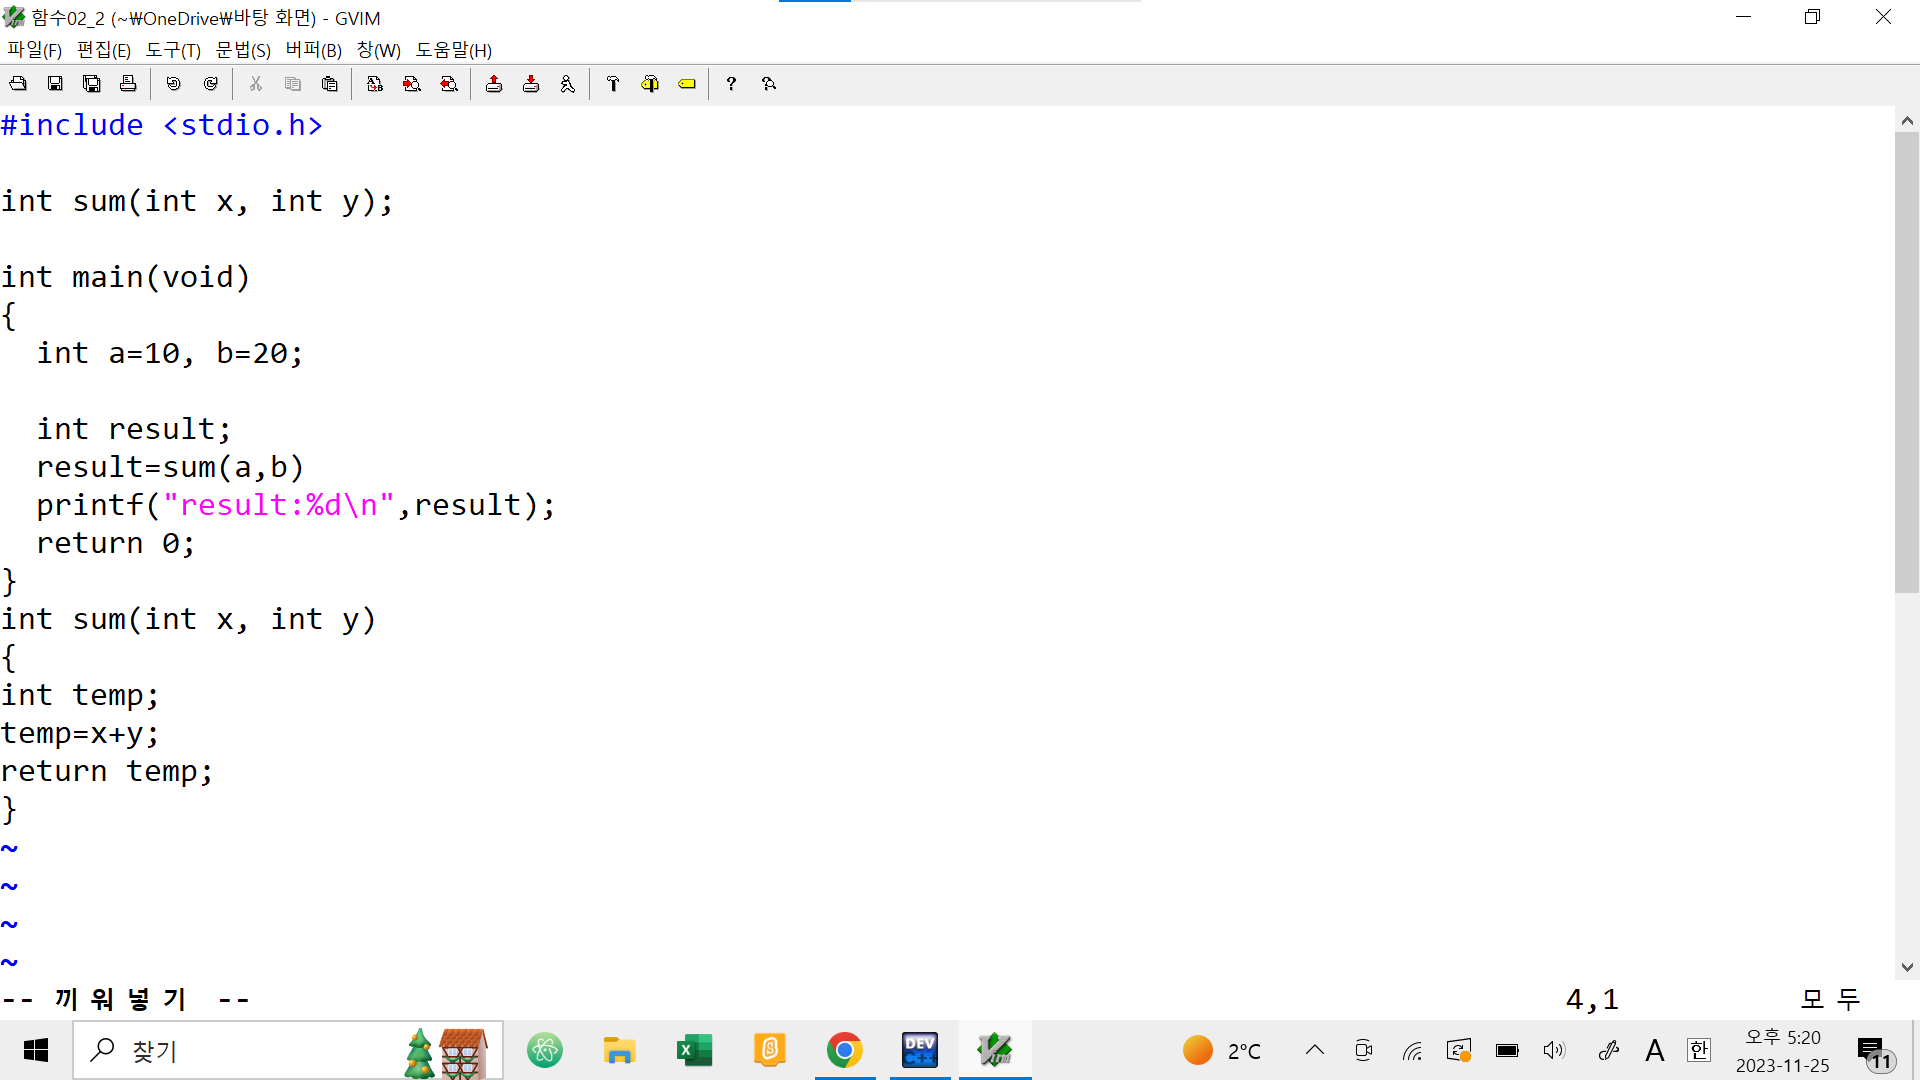 함수02_2 (~₩OneDrive₩바탕 화면) - GVIM
파일(F) 편집(E) 도구(T) 문법(S) 버퍼(B) 창(W) 도움말(H)
#include <stdio.h>
int sum(int x, int y);
int main(void)
{
  int a=10, b=20;
  int result;
  result=sum(a,b)
  printf("result:%d\n",result);
  return 0;
}
int sum(int x, int y)
{
int temp;
temp=x+y;
return temp;
}
~
~
~
~
-- 끼워넣기 -- 4,1 모두
찾기 DEV C++ 2°C A 한 오후 5:20
2023-11-25 11